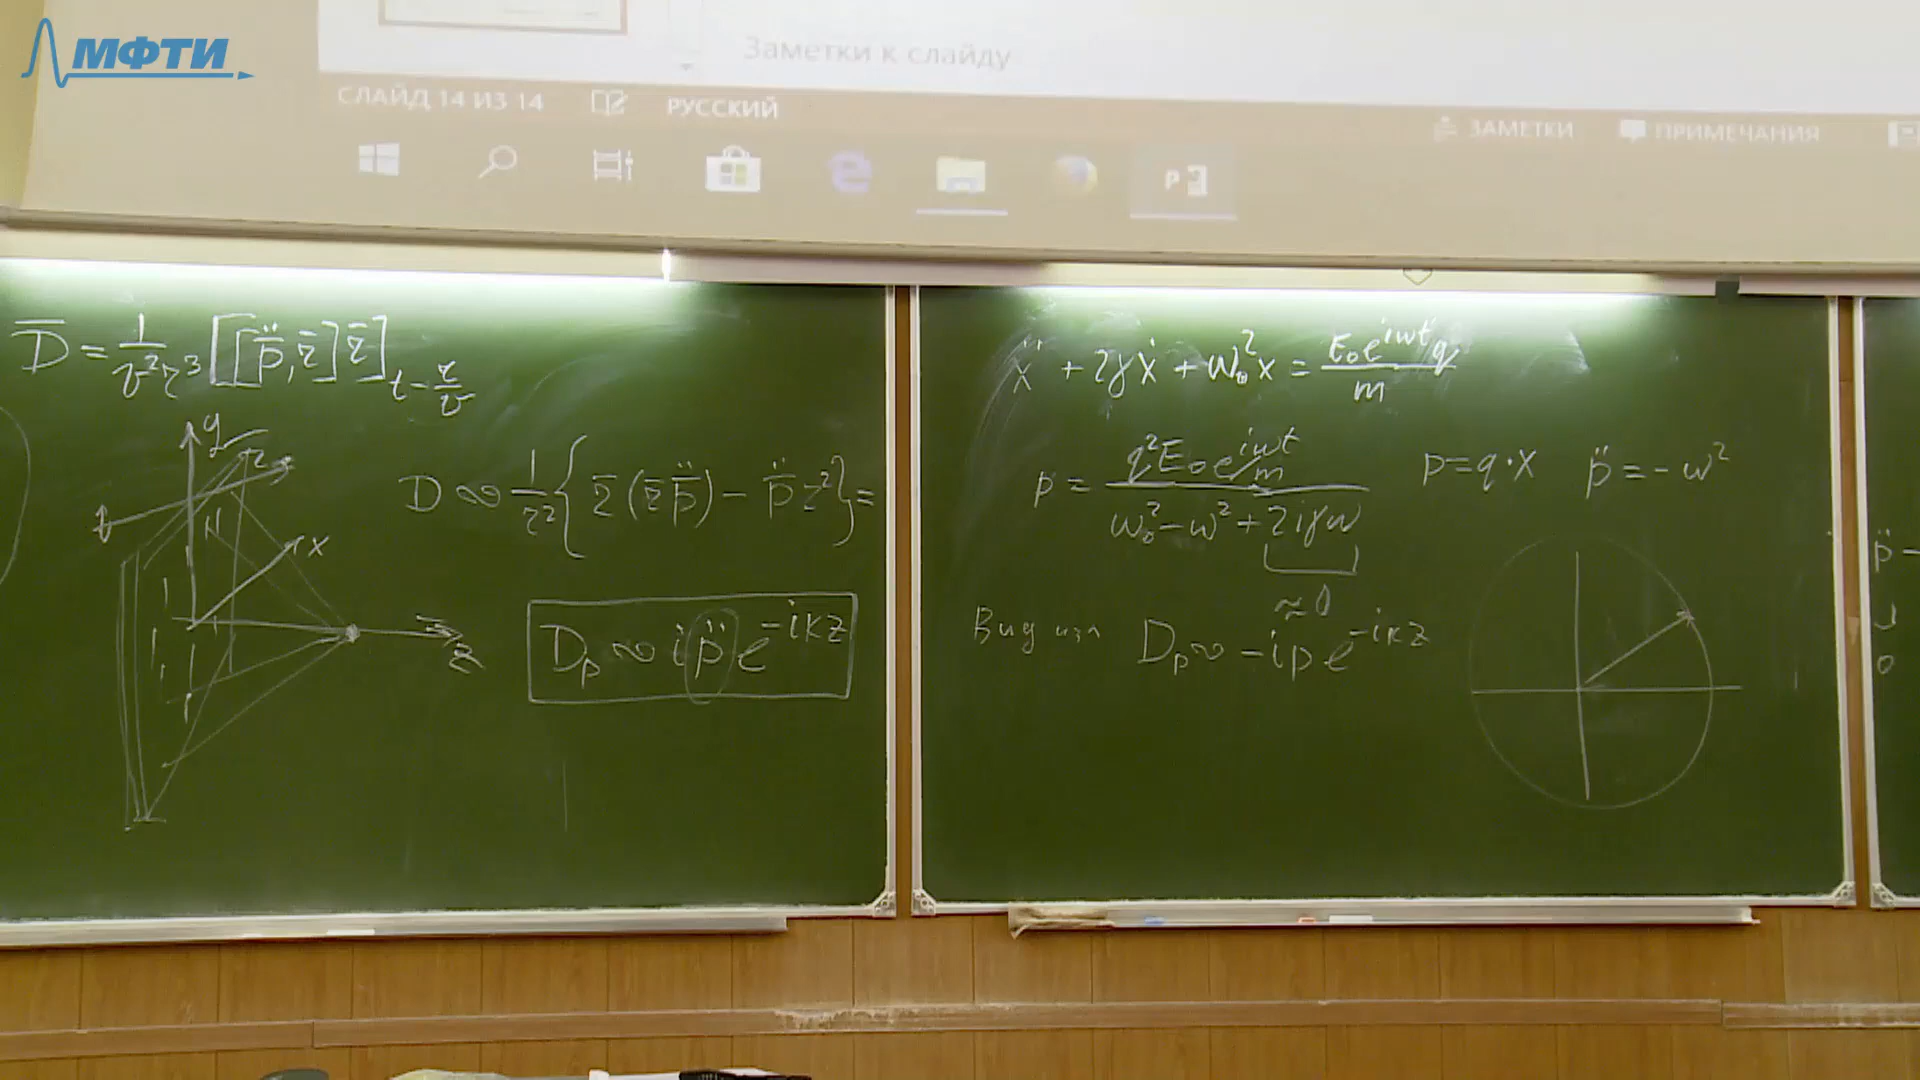 МФТИ
Заметки к слайду
СЛАЙД 14 ИЗ 14 РУССКИЙ
ЗАМЕТКИ ПРИМЕЧАНИЯ
P
D̅ = 1/(v²r³) [[p̈, r̅] r̅]_{t - r/v}
y
x
z
D ∾ 1/r² { r̅ (r̅ p̈) - p̈ r² } =
D_p ∾ i p̈ e^{-ikz}
ẍ + 2γẋ + ω₀²x = E₀e^{iωt}q / m
p = (q²E₀e^{iωt}/m) / (ω₀² - ω² + 2iγω)
p = q·x p̈ = -ω²
≈ 0
Вид изл D_p ∾ -ip e^{-ikz}
p̈ -